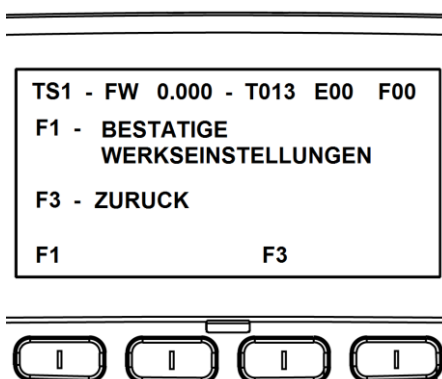 TS1 - FW 0.000 - T013 E00 F00
F1 - BESTATIGE
WERKSEINSTELLUNGEN
F3 - ZURUCK
F1 F3